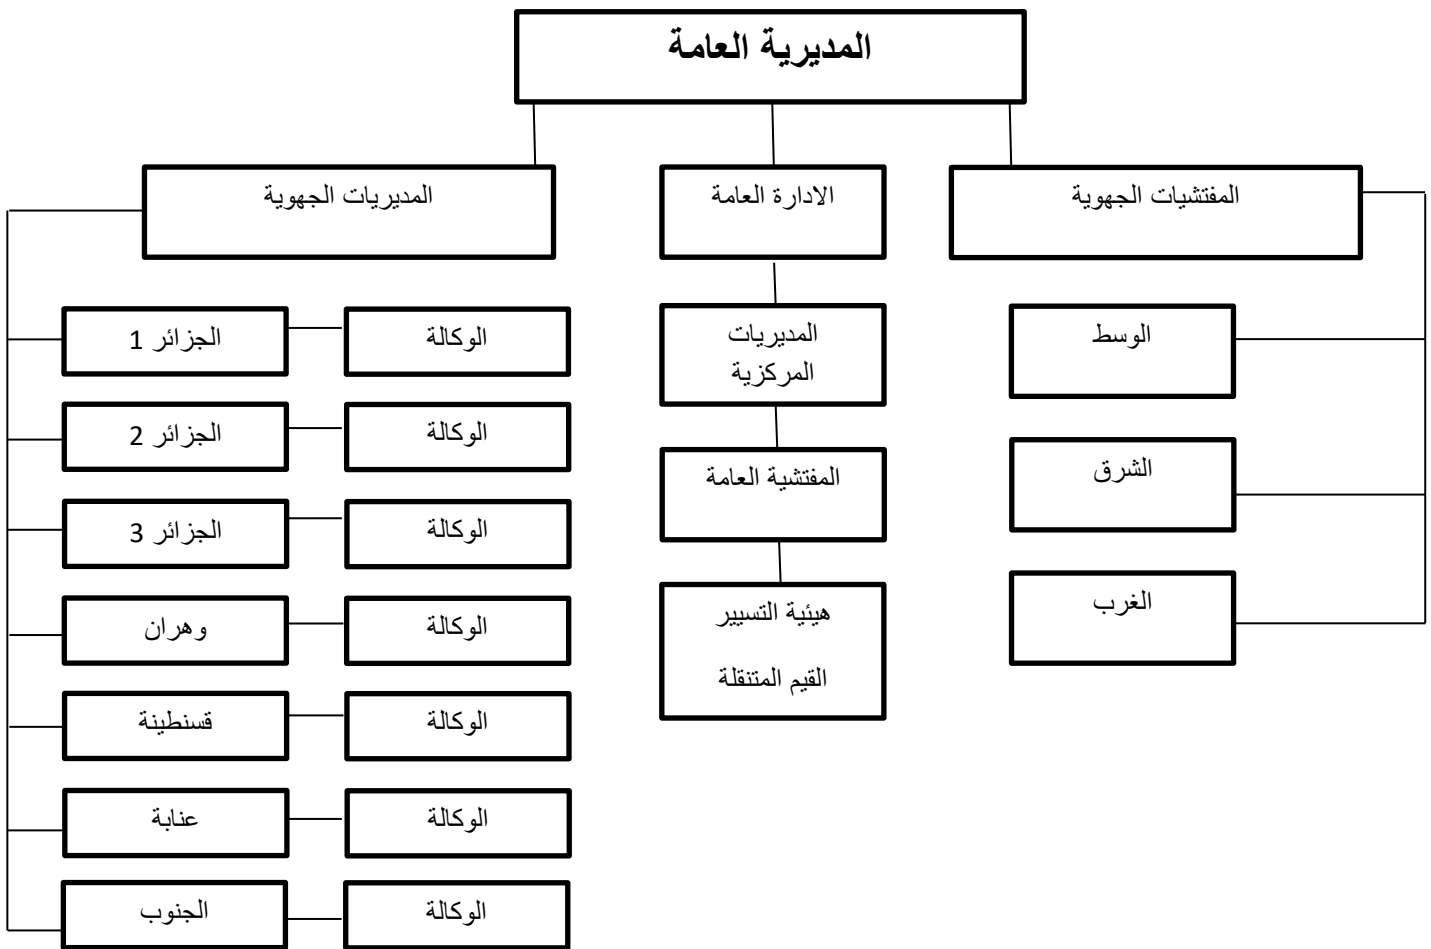 المديرية العامة
المفتشيات الجهوية
الادارة العامة
المديريات الجهوية
الوسط
الشرق
الغرب
المديريات
المركزية
المفتشية العامة
هيئية التسيير
القيم المتنقلة
الجزائر 1
الوكالة
الجزائر 2
الوكالة
الجزائر 3
الوكالة
وهران
الوكالة
قسنطينة
الوكالة
عنابة
الوكالة
الجنوب
الوكالة